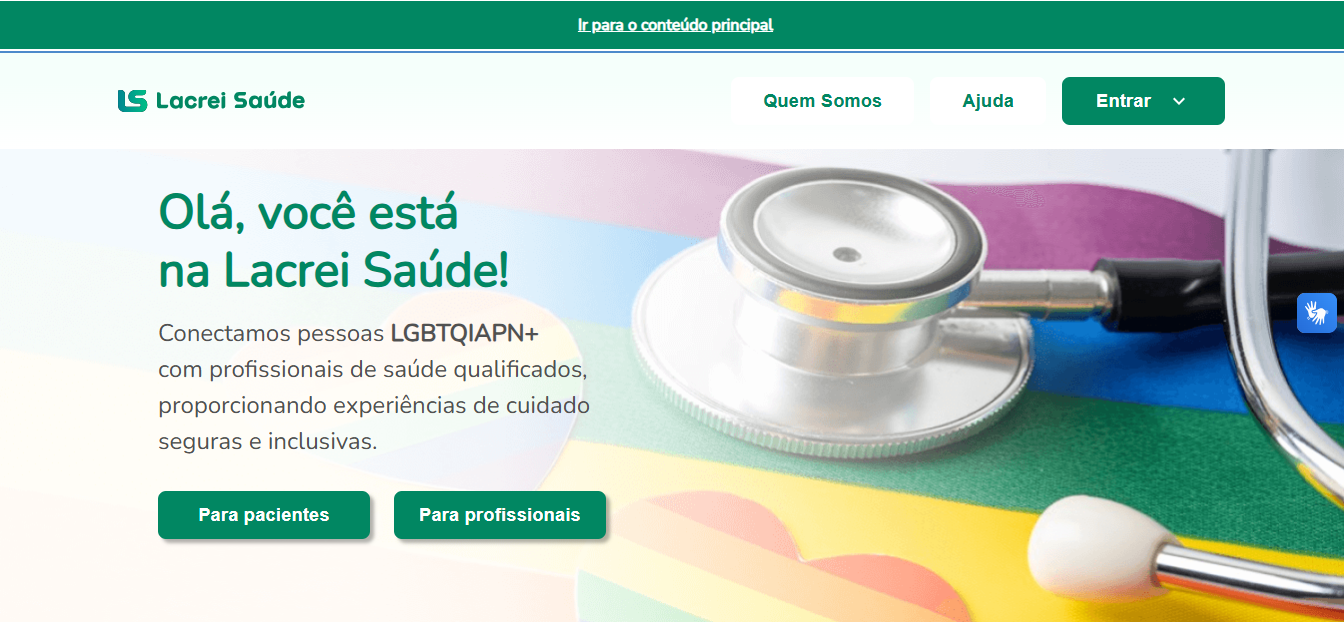 Ir para o conteúdo principal
LS Lacrei Saúde
Quem Somos
Ajuda
Entrar
Olá, você está
na Lacrei Saúde!
Conectamos pessoas LGBTQIAPN+
com profissionais de saúde qualificados,
proporcionando experiências de cuidado
seguras e inclusivas.
Para pacientes
Para profissionais